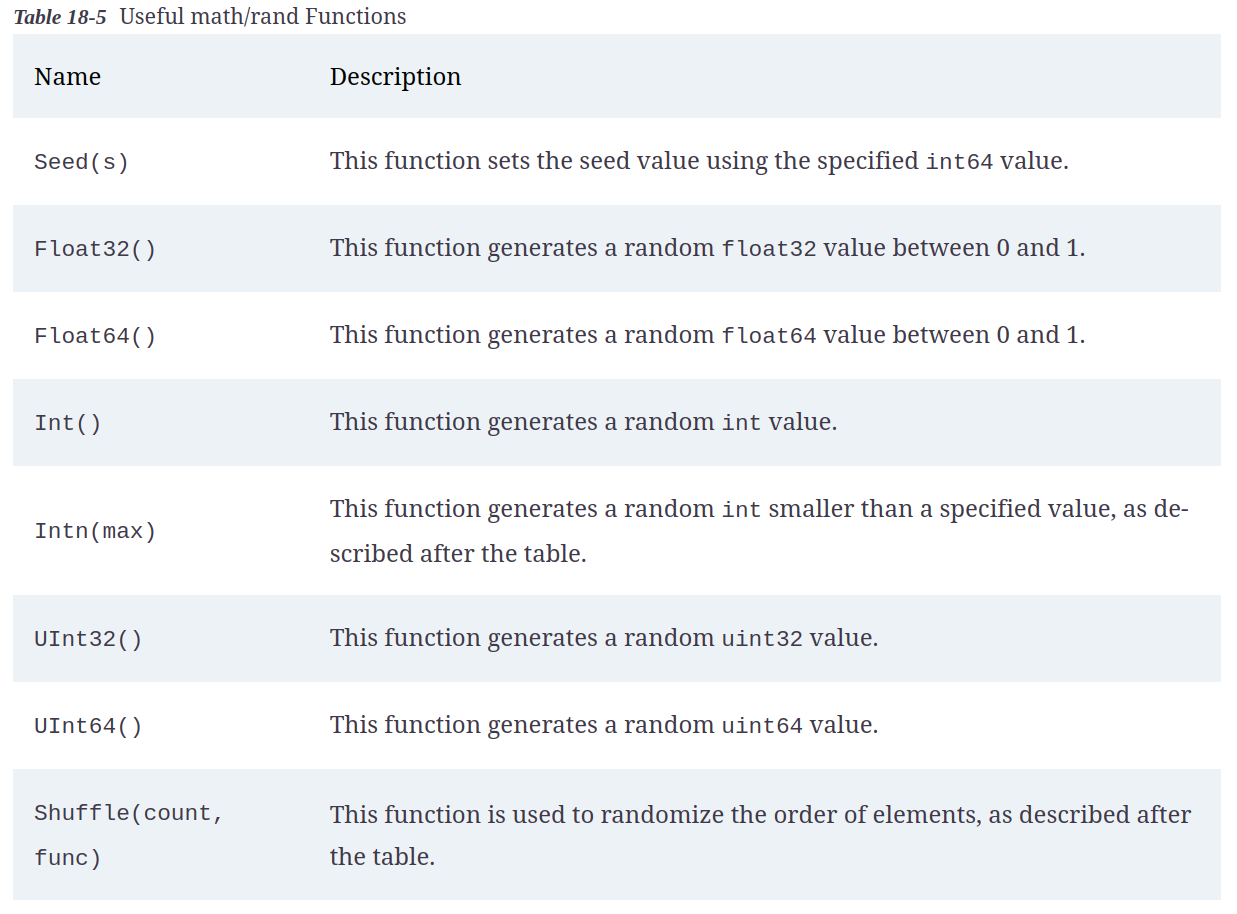 Table 18-5 Useful math/rand Functions
Name Description
Seed(s) This function sets the seed value using the specified int64 value.
Float32() This function generates a random float32 value between 0 and 1.
Float64() This function generates a random float64 value between 0 and 1.
Int() This function generates a random int value.
Intn(max) This function generates a random int smaller than a specified value, as de-
scribed after the table.
UInt32() This function generates a random uint32 value.
UInt64() This function generates a random uint64 value.
Shuffle(count, This function is used to randomize the order of elements, as described after
func) the table.